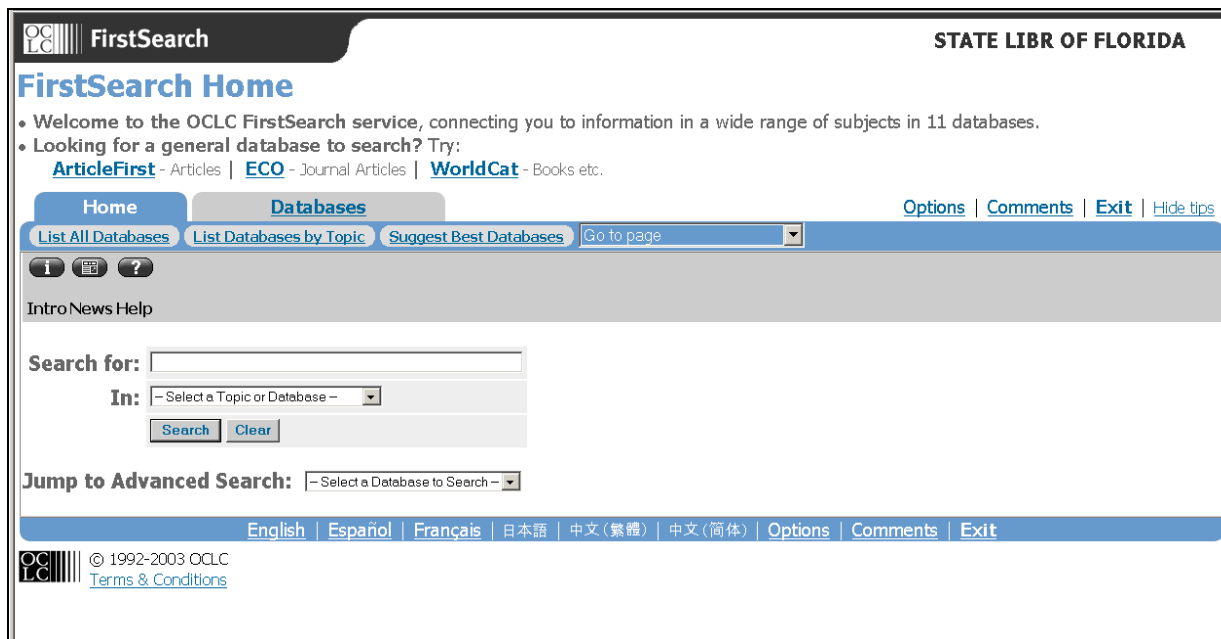 OCLC FirstSearch STATE LIBR OF FLORIDA
FirstSearch Home
• Welcome to the OCLC FirstSearch service, connecting you to information in a wide range of subjects in 11 databases.
• Looking for a general database to search? Try:
ArticleFirst - Articles | ECO - Journal Articles | WorldCat - Books etc.
Home Databases Options | Comments | Exit | Hide tips
List All Databases List Databases by Topic Suggest Best Databases Go to page
i ?
Intro News Help
Search for:
In: – Select a Topic or Database –
Search Clear
Jump to Advanced Search: – Select a Database to Search –
English | Español | Français | 日本語 | 中文(繁體) | 中文(简体) | Options | Comments | Exit
OCLC © 1992-2003 OCLC
Terms & Conditions